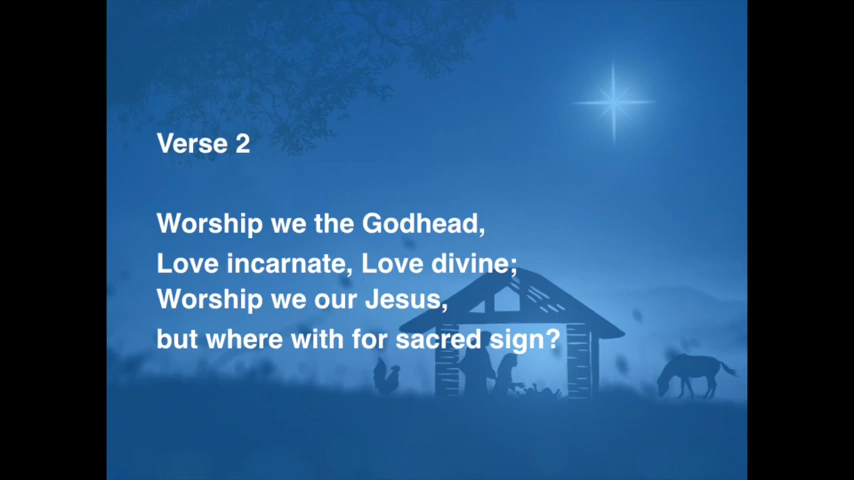 Verse 2
Worship we the Godhead,
Love incarnate, Love divine;
Worship we our Jesus,
but where with for sacred sign?